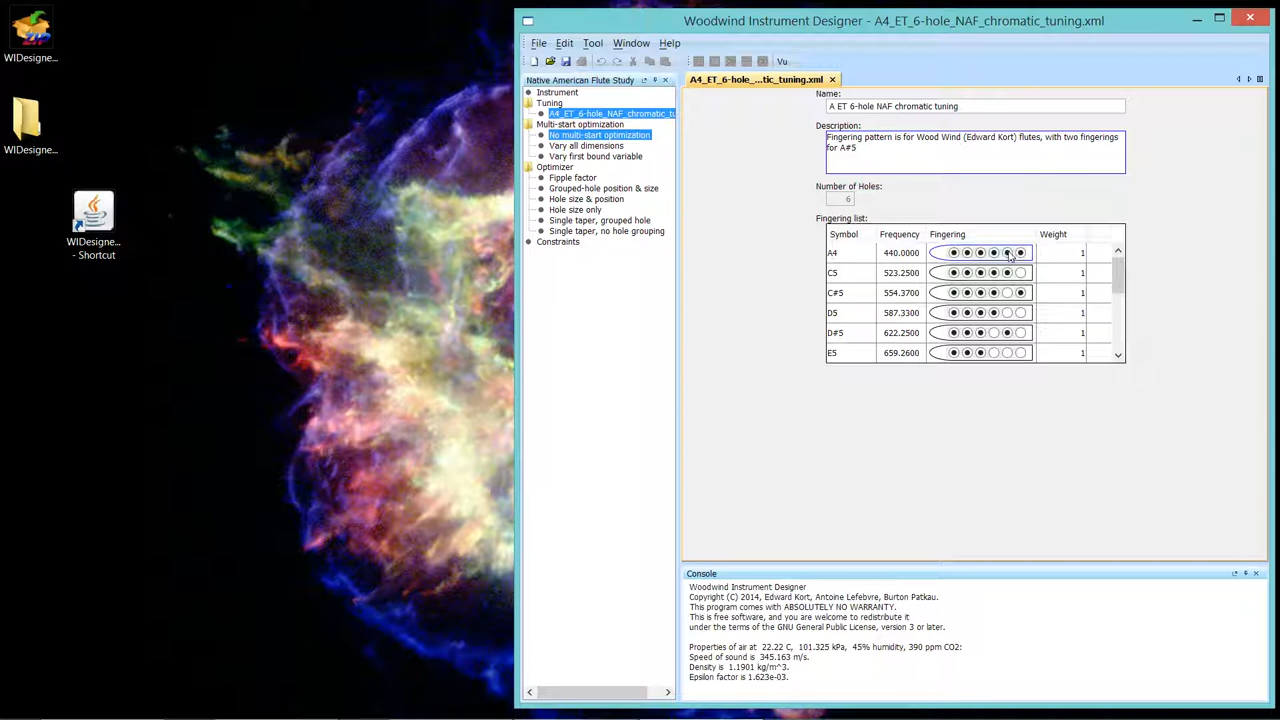 ZIP
WIDesigne...
WIDesigne...
WIDesigne...
- Shortcut
Woodwind Instrument Designer - A4_ET_6-hole_NAF_chromatic_tuning.xml
File Edit Tool Window Help
Vu
Native American Flute Study
Instrument
Tuning
A4_ET_6-hole_NAF_chromatic_tu
Multi-start optimization
No multi-start optimization
Vary all dimensions
Vary first bound variable
Optimizer
Fipple factor
Grouped-hole position & size
Hole size & position
Hole size only
Single taper, grouped hole
Single taper, no hole grouping
Constraints
A4_ET_6-hole_...tic_tuning.xml
Name:
A ET 6-hole NAF chromatic tuning
Description:
Fingering pattern is for Wood Wind (Edward Kort) flutes, with two fingerings
for A#5
Number of Holes:
6
Fingering list:
Symbol Frequency Fingering Weight
A4 440.0000 1
C5 523.2500 1
C#5 554.3700 1
D5 587.3300 1
D#5 622.2500 1
E5 659.2600 1
Console
Woodwind Instrument Designer
Copyright (C) 2014, Edward Kort, Antoine Lefebvre, Burton Patkau.
This program comes with ABSOLUTELY NO WARRANTY.
This is free software, and you are welcome to redistribute it
under the terms of the GNU General Public License, version 3 or later.
Properties of air at 22.22 C, 101.325 kPa, 45% humidity, 390 ppm CO2:
Speed of sound is 345.163 m/s.
Density is 1.1901 kg/m^3.
Epsilon factor is 1.623e-03.